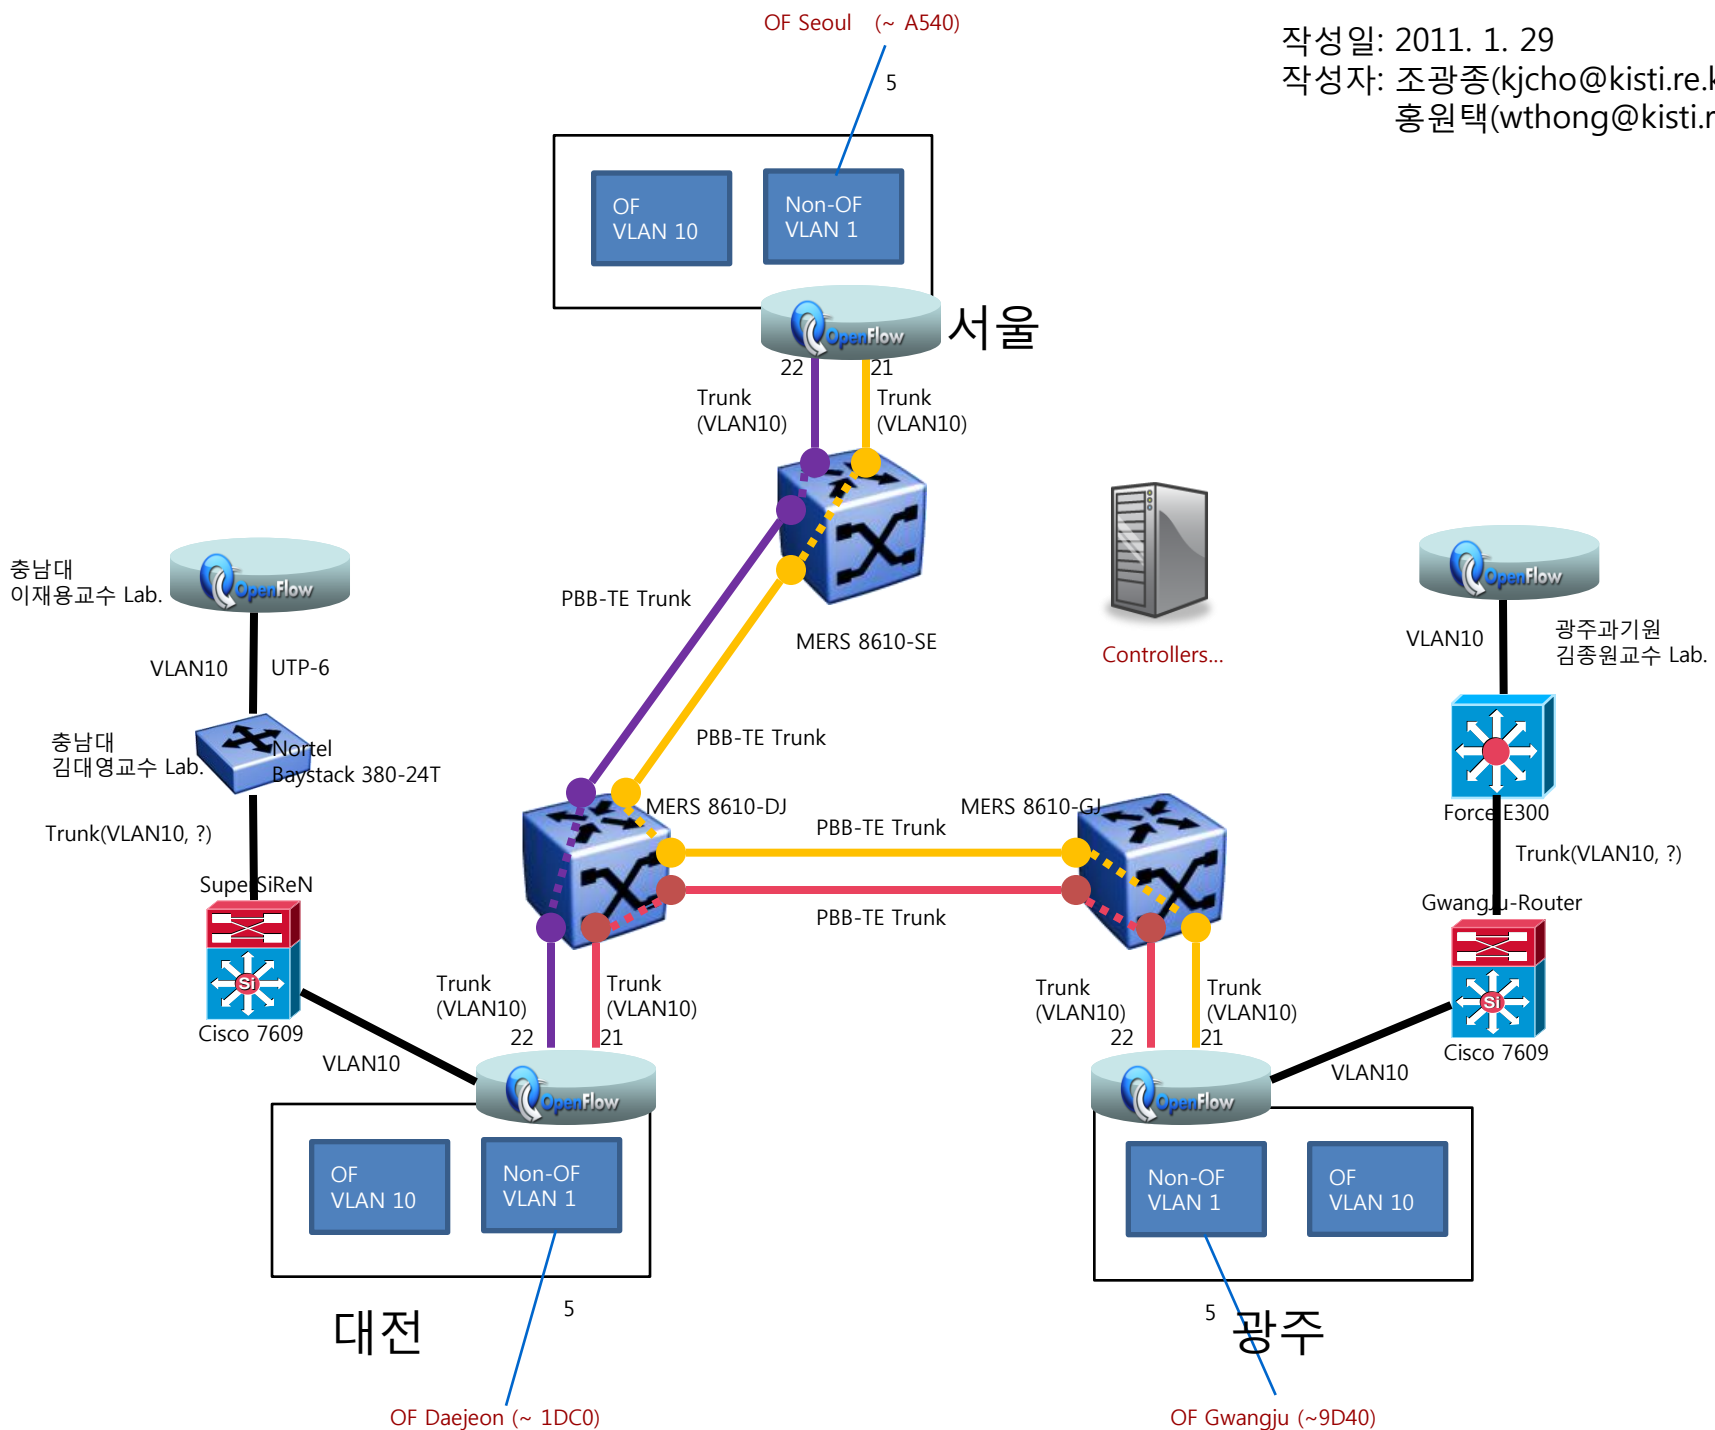 OF Seoul (~ A540)
작성일: 2011. 1. 29
작성자: 조광종(kjcho@kisti.re.k
홍원택(wthong@kisti.r
5
OF
VLAN 10
Non-OF
VLAN 1
OpenFlow
서울
22
21
Trunk
(VLAN10)
Trunk
(VLAN10)
충남대
이재용교수 Lab.
OpenFlow
PBB-TE Trunk
MERS 8610-SE
Controllers...
OpenFlow
VLAN10
광주과기원
김종원교수 Lab.
VLAN10
UTP-6
충남대
김대영교수 Lab.
Nortel
Baystack 380-24T
PBB-TE Trunk
MERS 8610-DJ
MERS 8610-GJ
PBB-TE Trunk
Force E300
Trunk(VLAN10, ?)
Trunk(VLAN10, ?)
SuperSiReN
PBB-TE Trunk
GwangJu-Router
Si
Cisco 7609
Trunk
(VLAN10)
22
Trunk
(VLAN10)
21
Trunk
(VLAN10)
22
Trunk
(VLAN10)
21
Si
Cisco 7609
VLAN10
VLAN10
OpenFlow
OpenFlow
OF
VLAN 10
Non-OF
VLAN 1
Non-OF
VLAN 1
OF
VLAN 10
대전
5
5
광주
OF Daejeon (~ 1DC0)
OF Gwangju (~9D40)